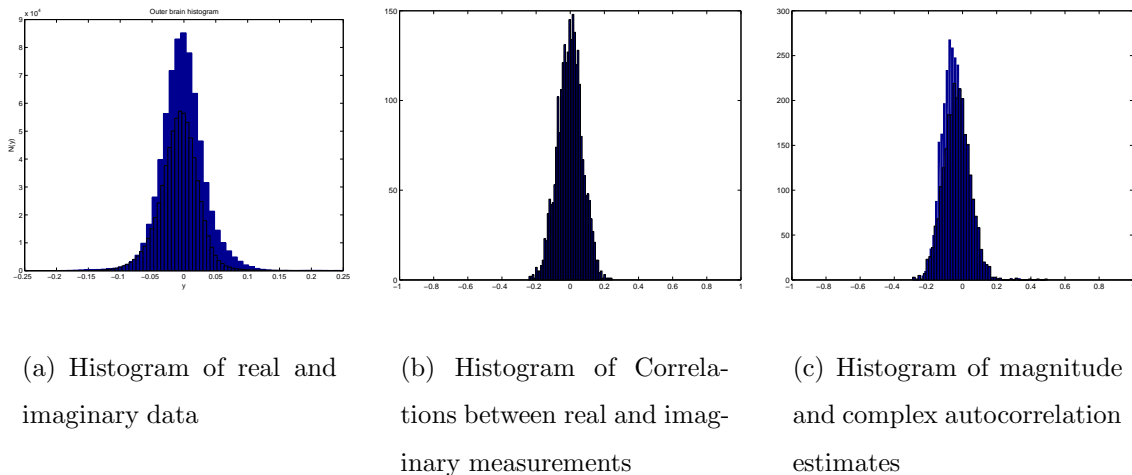 x 10^4
Outer brain histogram
9
8
7
6
5
4
3
2
1
0
N(y)
−0.25 −0.2 −0.15 −0.1 −0.05 0 0.05 0.1 0.15 0.2 0.25
y
150
100
50
0
−1 −0.8 −0.6 −0.4 −0.2 0 0.2 0.4 0.6 0.8 1
300
250
200
150
100
50
0
−1 −0.8 −0.6 −0.4 −0.2 0 0.2 0.4 0.6 0.8
(a) Histogram of real and
imaginary data
(b) Histogram of Correla-
tions between real and imag-
inary measurements
(c) Histogram of magnitude
and complex autocorrelation
estimates